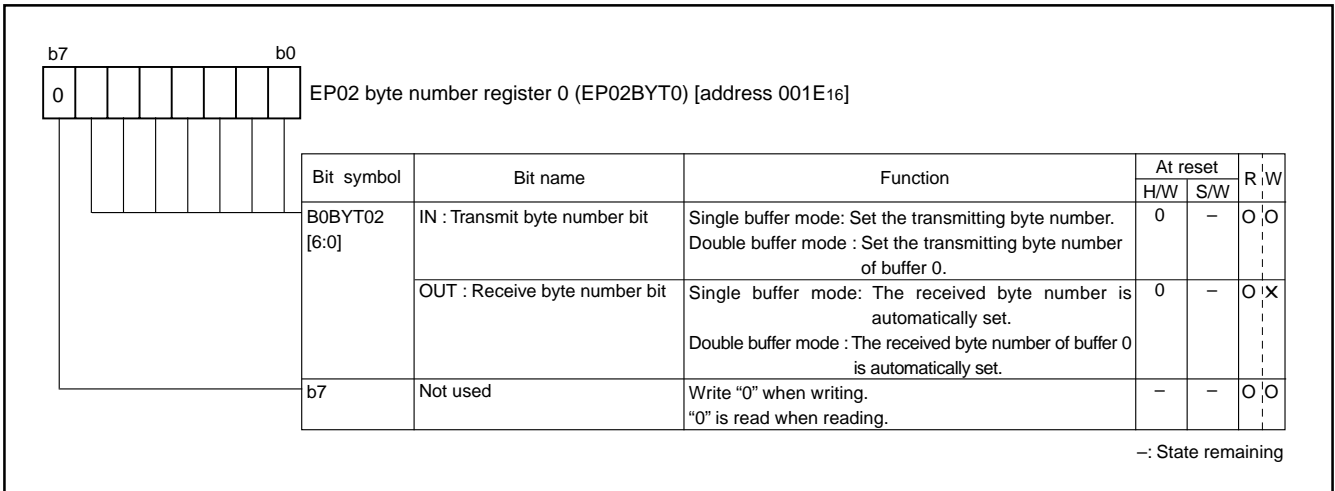 b7 b0
0
EP02 byte number register 0 (EP02BYT0) [address 001E16]
Bit symbol Bit name Function At reset R W
H/W S/W
B0BYT02 IN : Transmit byte number bit Single buffer mode: Set the transmitting byte number. 0 – O O
[6:0] Double buffer mode : Set the transmitting byte number
of buffer 0.
OUT : Receive byte number bit Single buffer mode: The received byte number is 0 – O ×
automatically set.
Double buffer mode : The received byte number of buffer 0
is automatically set.
b7 Not used Write “0” when writing. – – O O
“0” is read when reading.
–: State remaining